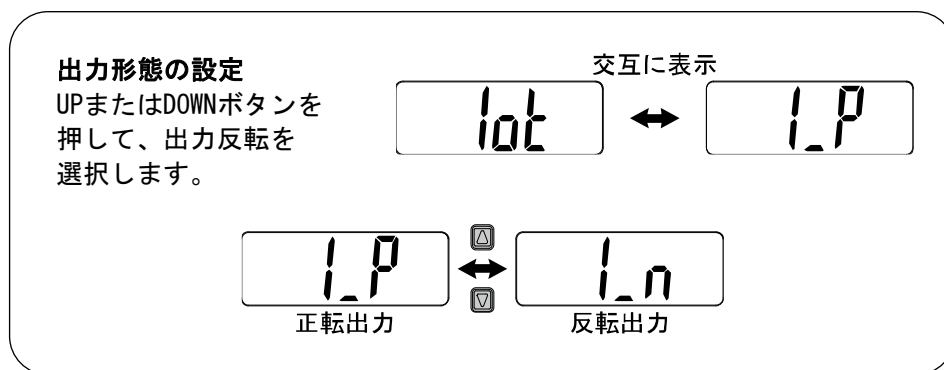 出力形態の設定
UPまたはDOWNボタンを
押して、出力反転を
選択します。
交互に表示
1ot
1_P
1_P
1_n
正転出力
反転出力